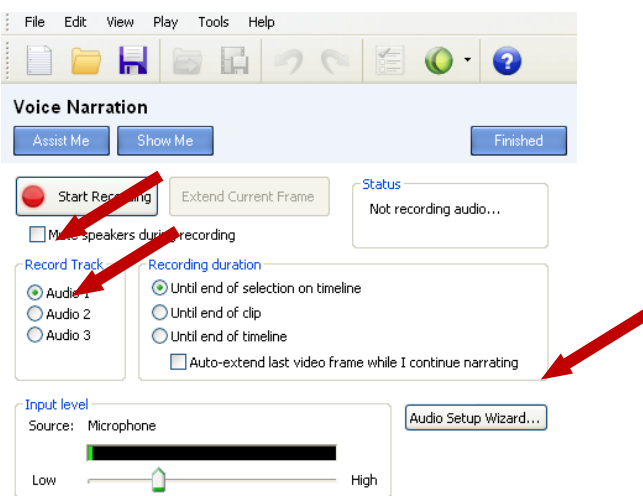 File Edit View Play Tools Help
Voice Narration
Assist Me Show Me Finished
Start Recording Extend Current Frame
Status
Not recording audio...
Mute speakers during recording
Record Track Recording duration
Audio 1 Until end of selection on timeline
Audio 2 Until end of clip
Audio 3 Until end of timeline
Auto-extend last video frame while I continue narrating
Input level
Source: Microphone
Audio Setup Wizard...
Low High